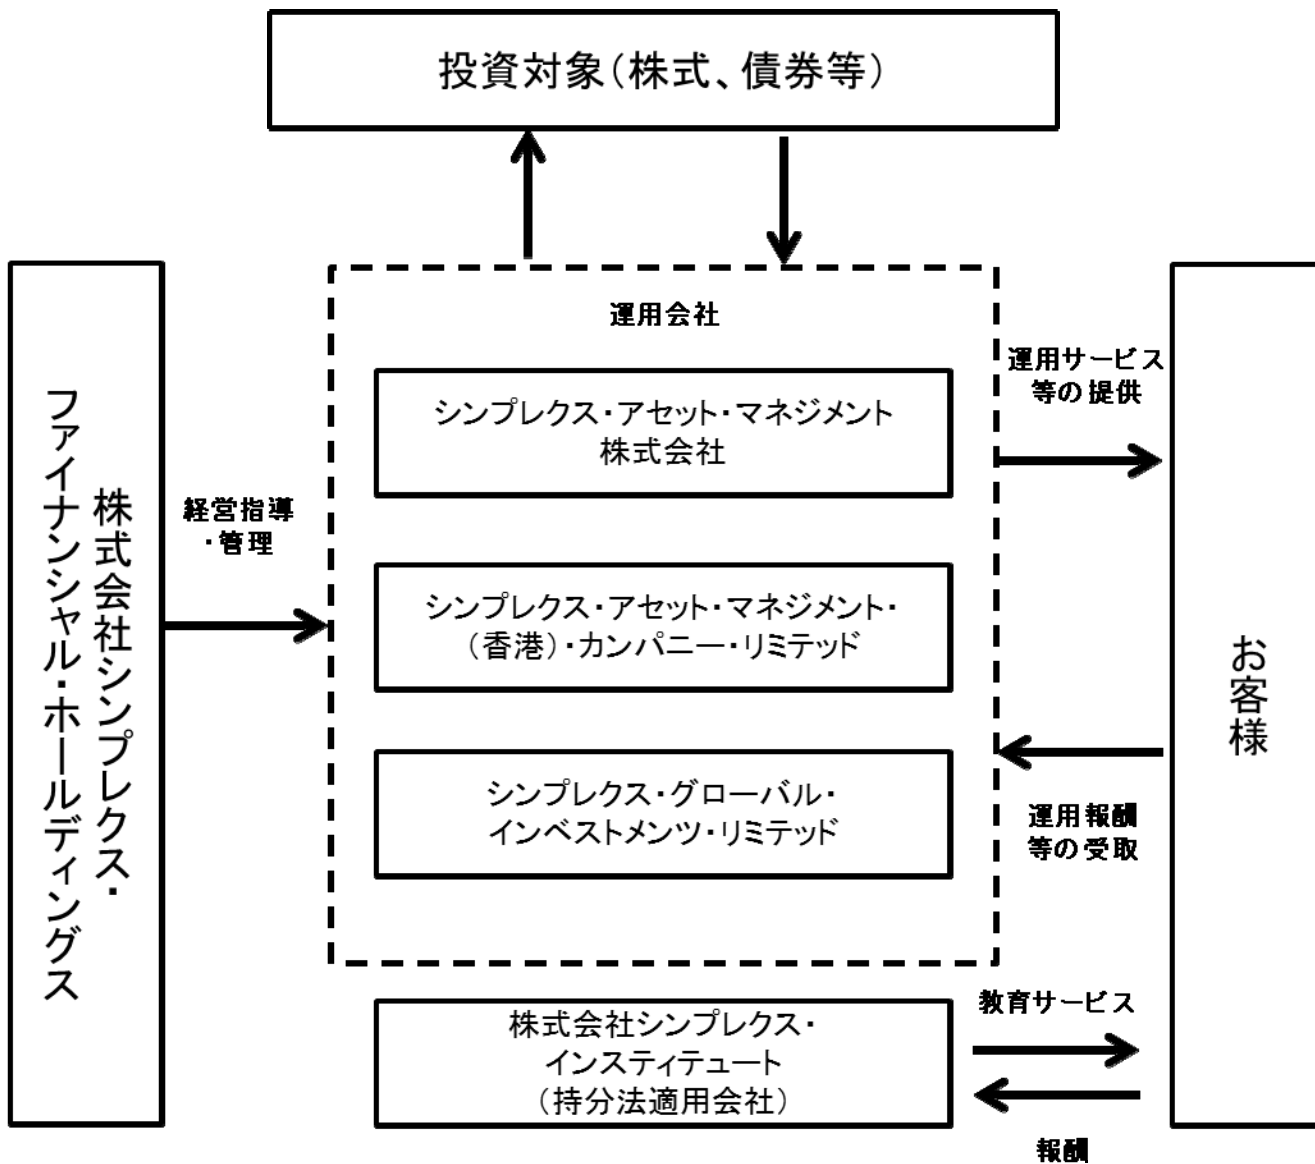 投資対象(株式、債券等)
株式会社シンプレクス・
ファイナンシャル・ホールディングス
経営指導
・管理
運用会社
シンプレクス・アセット・マネジメント
株式会社
シンプレクス・アセット・マネジメント・
(香港)・カンパニー・リミテッド
シンプレクス・グローバル・
インベストメンツ・リミテッド
運用サービス
等の提供
運用報酬
等の受取
お客様
株式会社シンプレクス・
インスティテュート
(持分法適用会社)
教育サービス
報酬